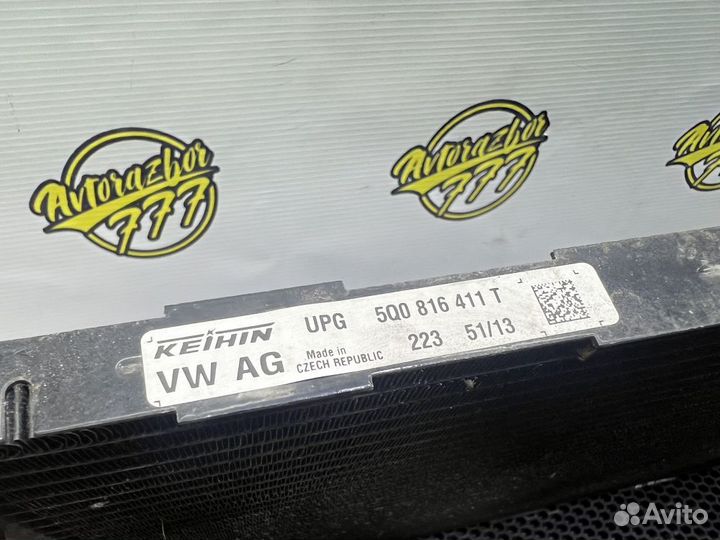 Avtorazbor
777
Avtorazbor
777
KEIHIN UPG 5Q0 816 411 T
VW AG Made in CZECH REPUBLIC 223 51/13
Avito